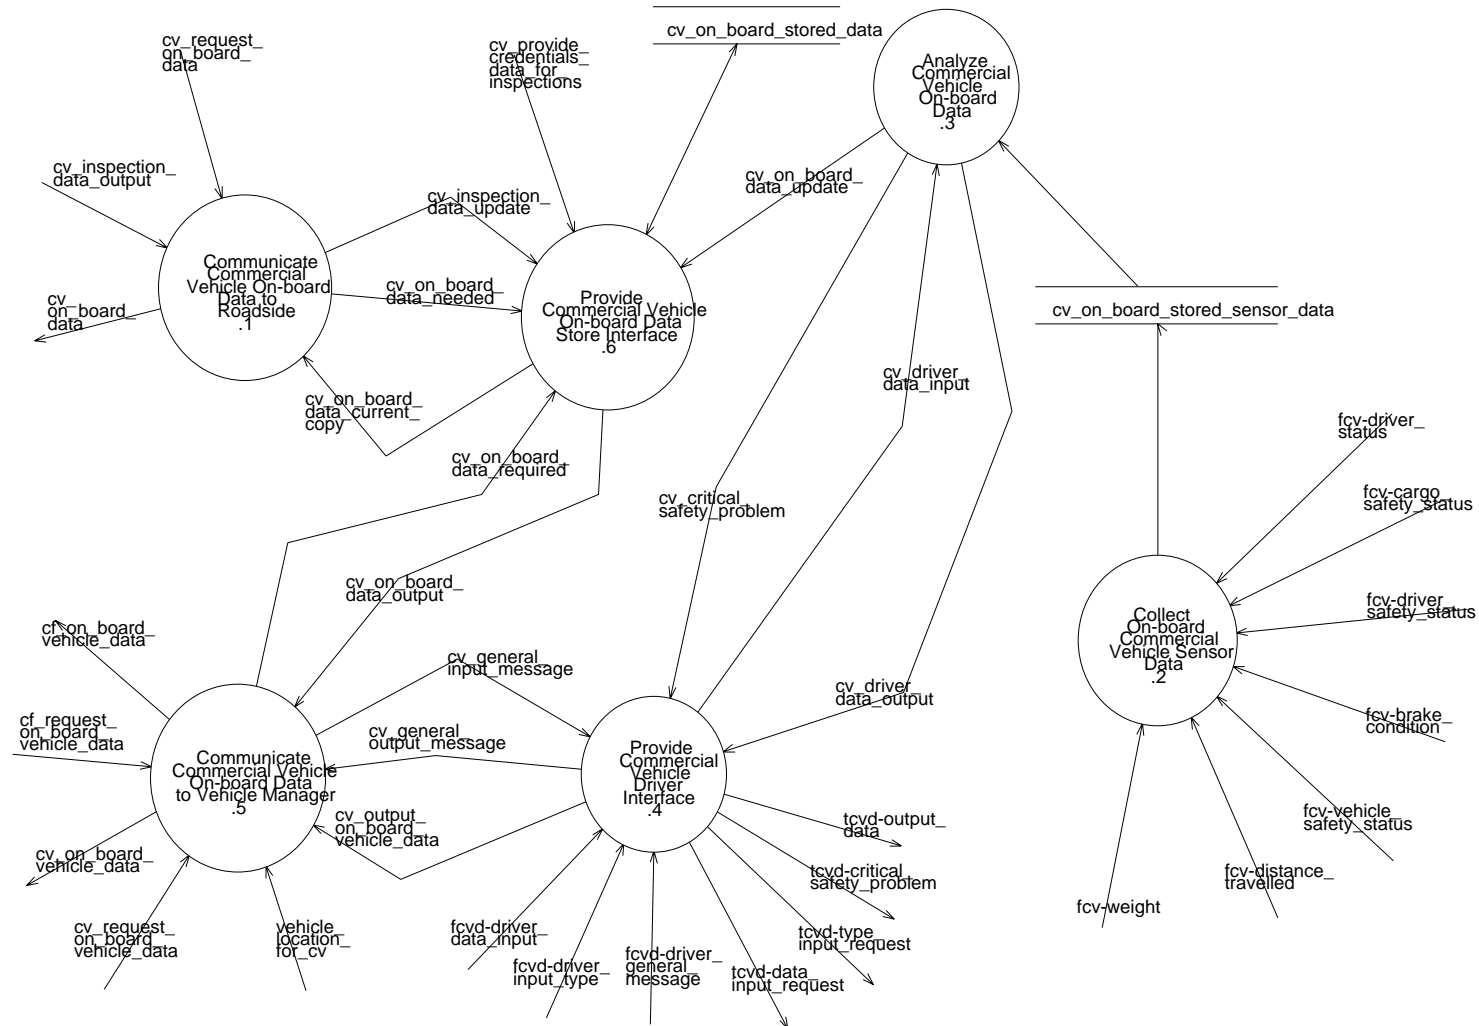 cv_request_
on_board_
data
cv_provide_
credentials_
data_for_
inspections
cv_on_board_stored_data
Analyze
Commercial
Vehicle
On-board
Data
.3
cv_inspection_
data_output
cv_inspection_
data_update
cv_on_board_
data_update
Communicate
Commercial
Vehicle On-board
Data to
Roadside
.1
cv_
on_board_
data
cv_on_board_
data_needed
Provide
Commercial Vehicle
On-board Data
Store Interface
.6
cv_on_board_stored_sensor_data
cv_on_board_
data_current_
copy
cv_driver_
data_input
cv_on_board_
data_required
cv_critical_
safety_problem
fcv-driver_
status
fcv-cargo_
safety_status
fcv-driver_
safety_status
cv_on_board_
data_output
Collect
On-board
Commercial
Vehicle Sensor
Data
.2
cf_on_board_
vehicle_data
cv_general_
input_message
cv_driver_
data_output
cf_request_
on_board_
vehicle_data
cv_general_
output_message
fcv-brake_
condition
Communicate
Commercial Vehicle
On-board Data
to Vehicle Manager
.5
Provide
Commercial
Vehicle
Driver
Interface
.4
cv_output_
on_board_
vehicle_data
tcvd-output_
data
fcv-vehicle_
safety_status
cv_on_board_
vehicle_data
tcvd-critical_
safety_problem
fcv-distance_
travelled
fcv-weight
cv_request_
on_board_
vehicle_data
vehicle_
location_
for_cv
fcvd-driver_
data_input
fcvd-driver_
input_type
fcvd-driver_
general_
message
tcvd-type_
input_request
tcvd-data_
input_request